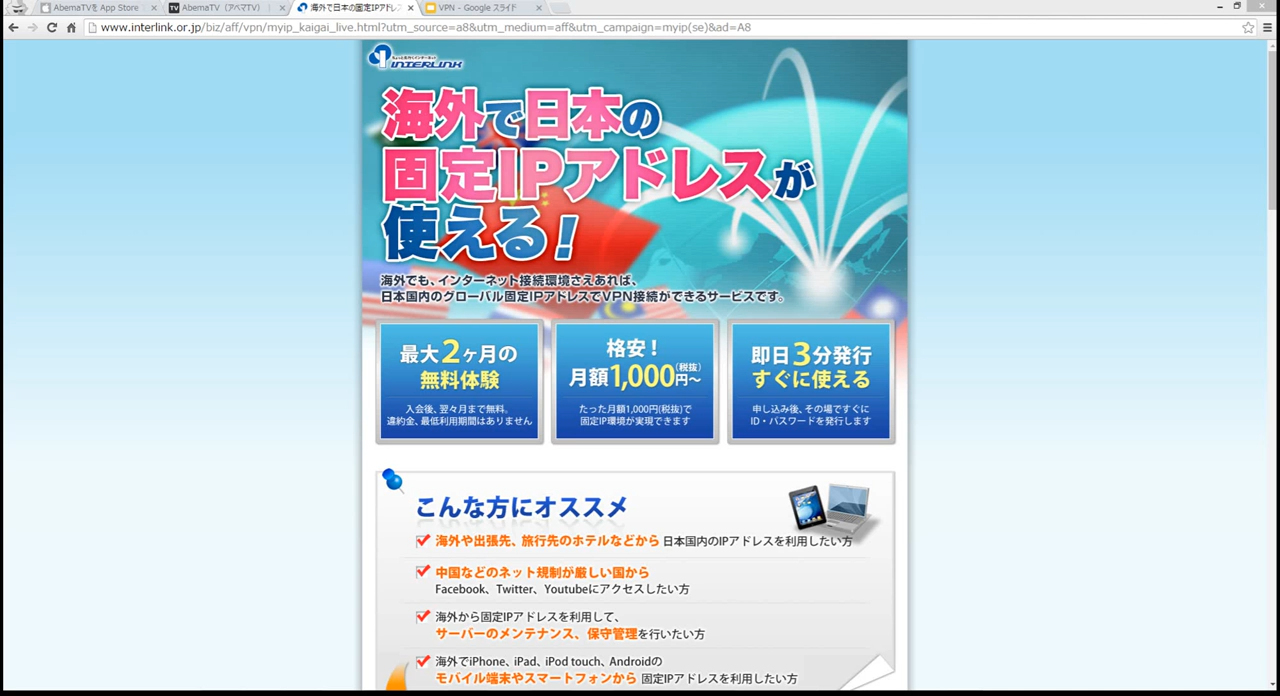 AbemaTVを App Store
AbemaTV（アベマTV）
海外で日本の固定IPアドレ
VPN - Google スライド
www.interlink.or.jp/biz/aff/vpn/myip_kaigai_live.html?utm_source=a8&utm_medium=aff&utm_campaign=myip(se)&ad=A8
INTERLINK
海外で日本の
固定IPアドレスが
使える！
海外でも、インターネット接続環境さえあれば、
日本国内のグローバル固定IPアドレスでVPN接続ができるサービスです。
最大2ヶ月の
無料体験
入会後、翌々月まで無料。
違約金、最低利用期間はありません
格安！
月額1,000円～(税抜)
たった月額1,000円(税抜)で
固定IP環境が実現できます
即日3分発行
すぐに使える
申し込み後、その場ですぐに
ID・パスワードを発行します
こんな方にオススメ
海外や出張先、旅行先のホテルなどから 日本国内のIPアドレスを利用したい方
中国などのネット規制が厳しい国から
Facebook、Twitter、Youtubeにアクセスしたい方
海外から固定IPアドレスを利用して、
サーバーのメンテナンス、保守管理を行いたい方
海外でiPhone、iPad、iPod touch、Androidの
モバイル端末やスマートフォンから 固定IPアドレスを利用したい方